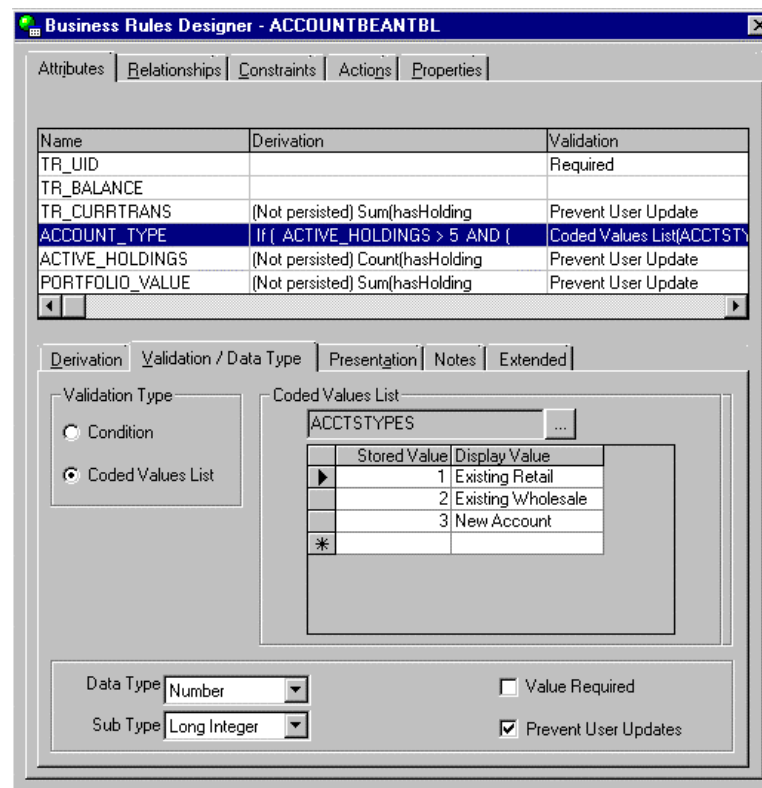 Business Rules Designer - ACCOUNTBEANTBL
Attributes Relationships Constraints Actions Properties
Name Derivation Validation
TR_UID Required
TR_BALANCE
TR_CURRTRANS (Not persisted) Sum(hasHolding Prevent User Update
ACCOUNT_TYPE If ( ACTIVE_HOLDINGS > 5 AND ( Coded Values List(ACCTSTY
ACTIVE_HOLDINGS (Not persisted) Count(hasHolding Prevent User Update
PORTFOLIO_VALUE (Not persisted) Sum(hasHolding Prevent User Update
Derivation Validation / Data Type Presentation Notes Extended
Validation Type Coded Values List
ACCTSTYPES ...
Condition
Stored Value Display Value
Coded Values List 1 Existing Retail
2 Existing Wholesale
3 New Account
Data Type Number Value Required
Sub Type Long Integer Prevent User Updates